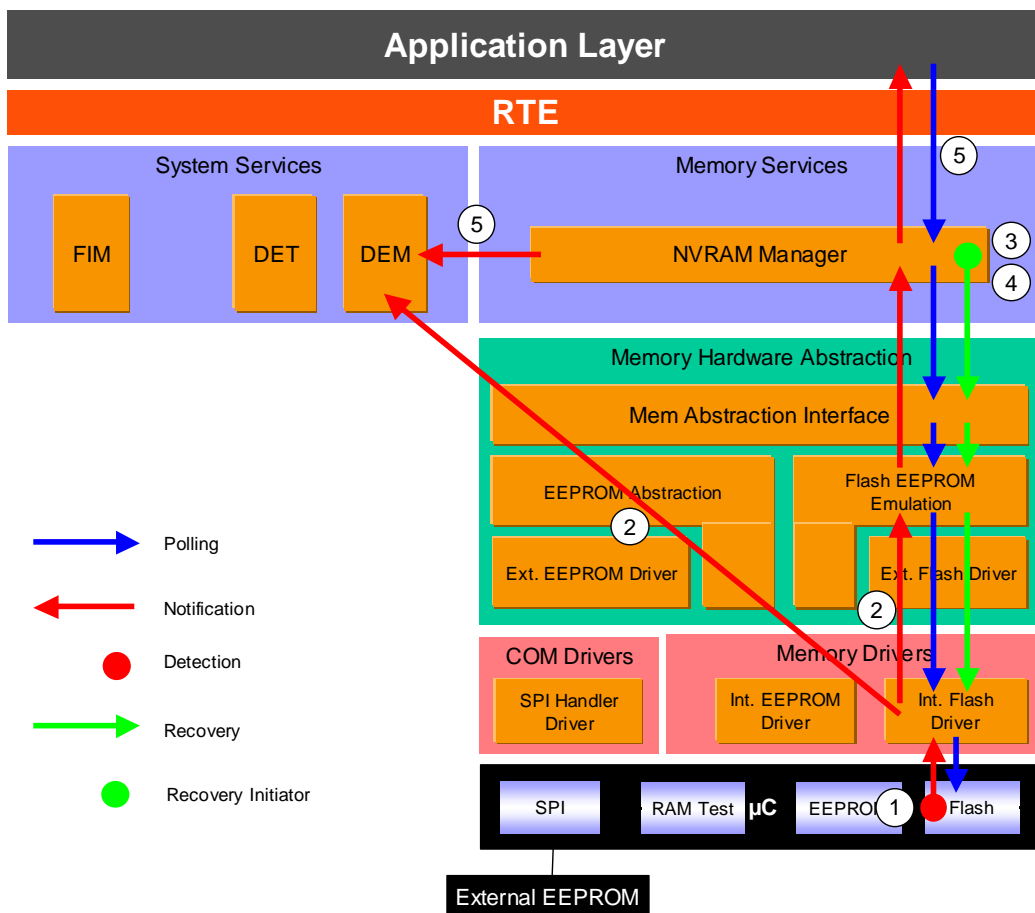 Application Layer
RTE
System Services
Memory Services
5
5
FIM
DET
DEM
NVRAM Manager
3
4
Memory Hardware Abstraction
Mem Abstraction Interface
EEPROM Abstraction
Flash EEPROM
Emulation
2
Ext. EEPROM Driver
Ext. Flash Driver
2
Polling
Notification
Detection
Recovery
Recovery Initiator
COM Drivers
Memory Drivers
SPI Handler
Driver
Int. EEPROM
Driver
Int. Flash
Driver
SPI
RAM Test
µC
EEPROM
1
Flash
External EEPROM